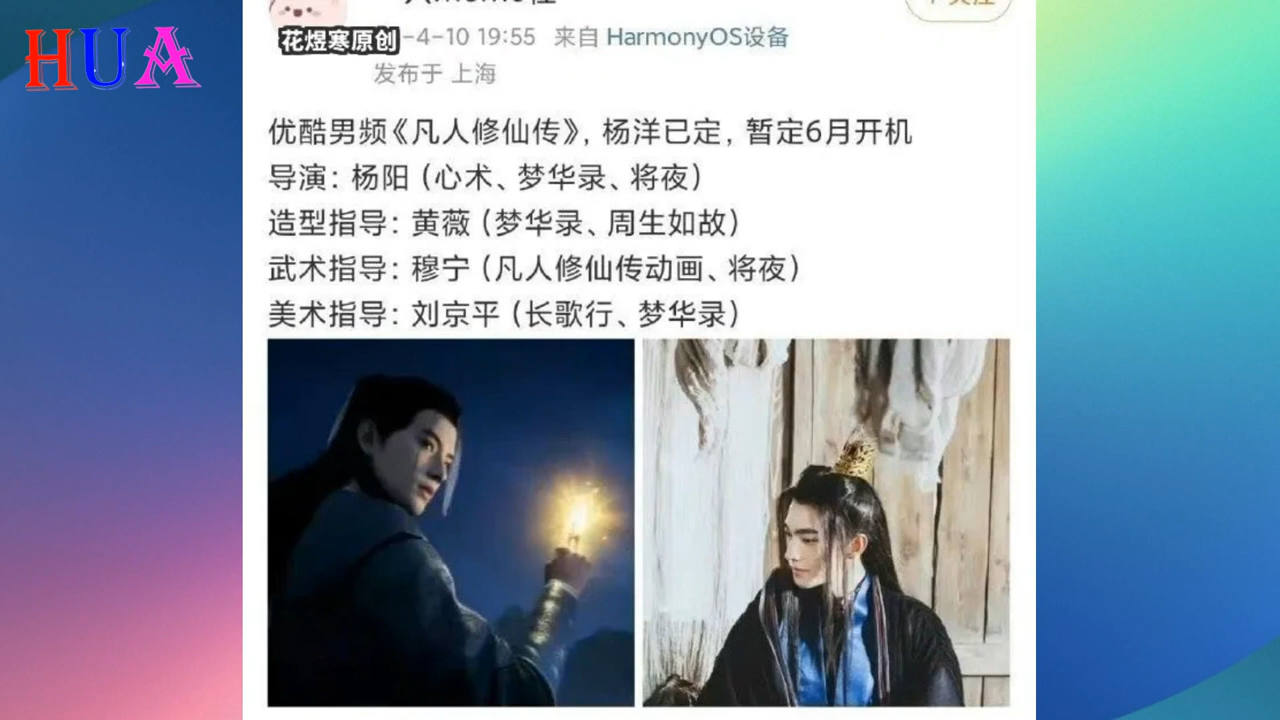 HUA
花煜寒原创
-4-10 19:55 来自 HarmonyOS设备
发布于 上海
优酷男频《凡人修仙传》, 杨洋已定, 暂定6月开机
导演: 杨阳 (心术、梦华录、将夜)
造型指导: 黄薇 (梦华录、周生如故)
武术指导: 穆宁 (凡人修仙传动画、将夜)
美术指导: 刘京平 (长歌行、梦华录)